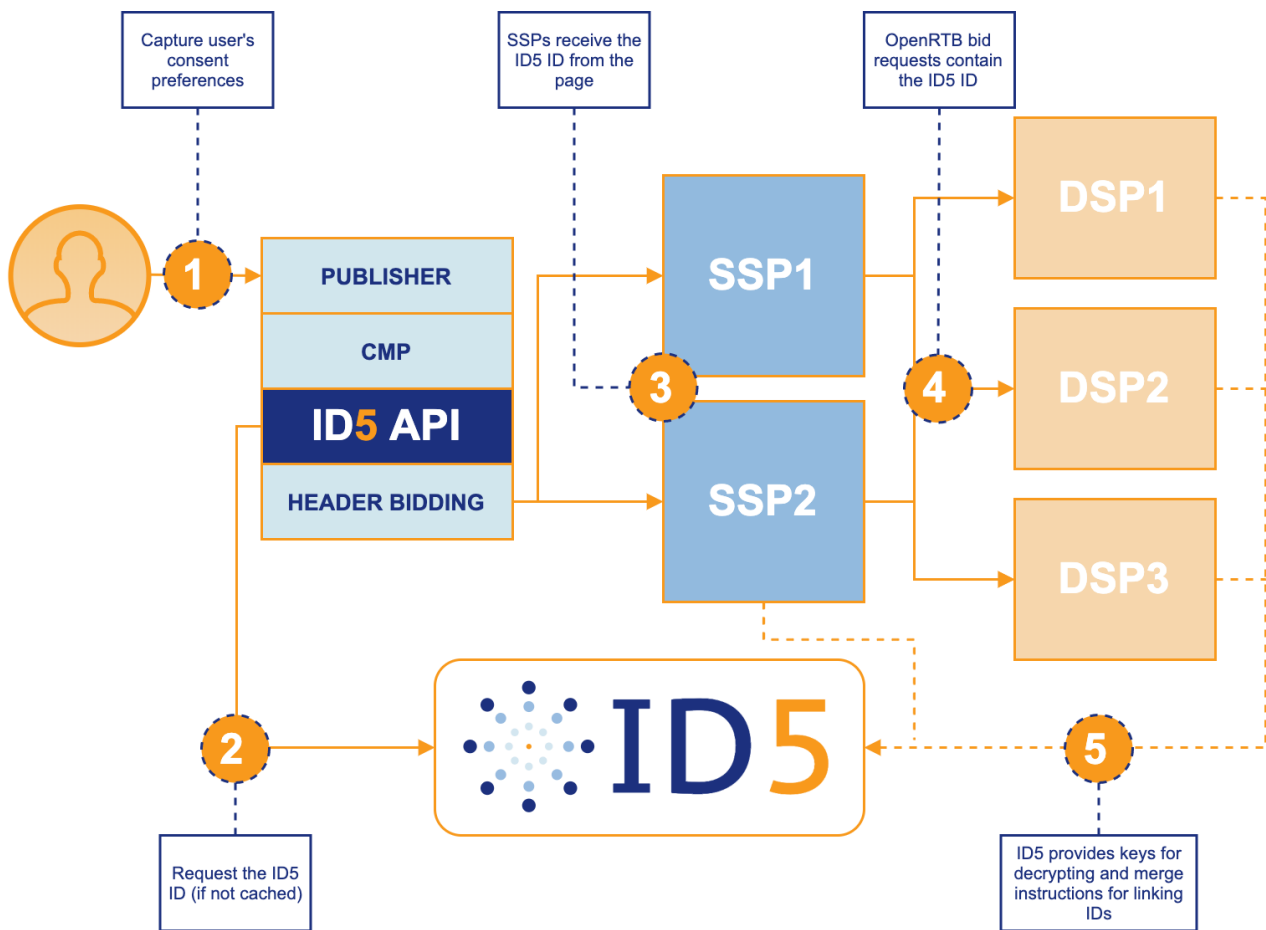 Capture user's
consent
preferences
SSPs receive the
ID5 ID from the
page
OpenRTB bid
requests contain
the ID5 ID
1
PUBLISHER
CMP
ID5 API
HEADER BIDDING
SSP1
3
SSP2
4
DSP1
DSP2
DSP3
2
ID5
5
Request the ID5
ID (if not cached)
ID5 provides keys for
decrypting and merge
instructions for linking
IDs